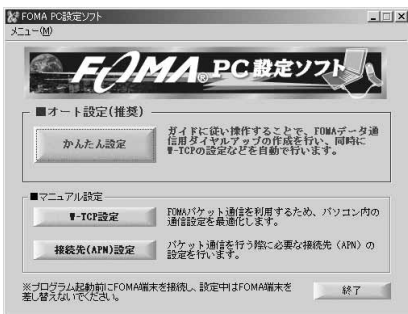 FOMA PC設定ソフト
メニュー(M)
FOMA® PC設定ソフト
■オート設定(推奨)
かんたん設定
ガイドに従い操作することで、FOMAデータ通
信用ダイヤルアップの作成を行い、同時に
W-TCPの設定などを自動で行います。
■マニュアル設定
W-TCP設定
FOMAパケット通信を利用するため、パソコン内の
通信設定を最適化します。
接続先(APN)設定
パケット通信を行う際に必要な接続先(APN)の
設定を行います。
※プログラム起動前にFOMA端末を接続し、設定中はFOMA端末を
差し替えないでください。
終了